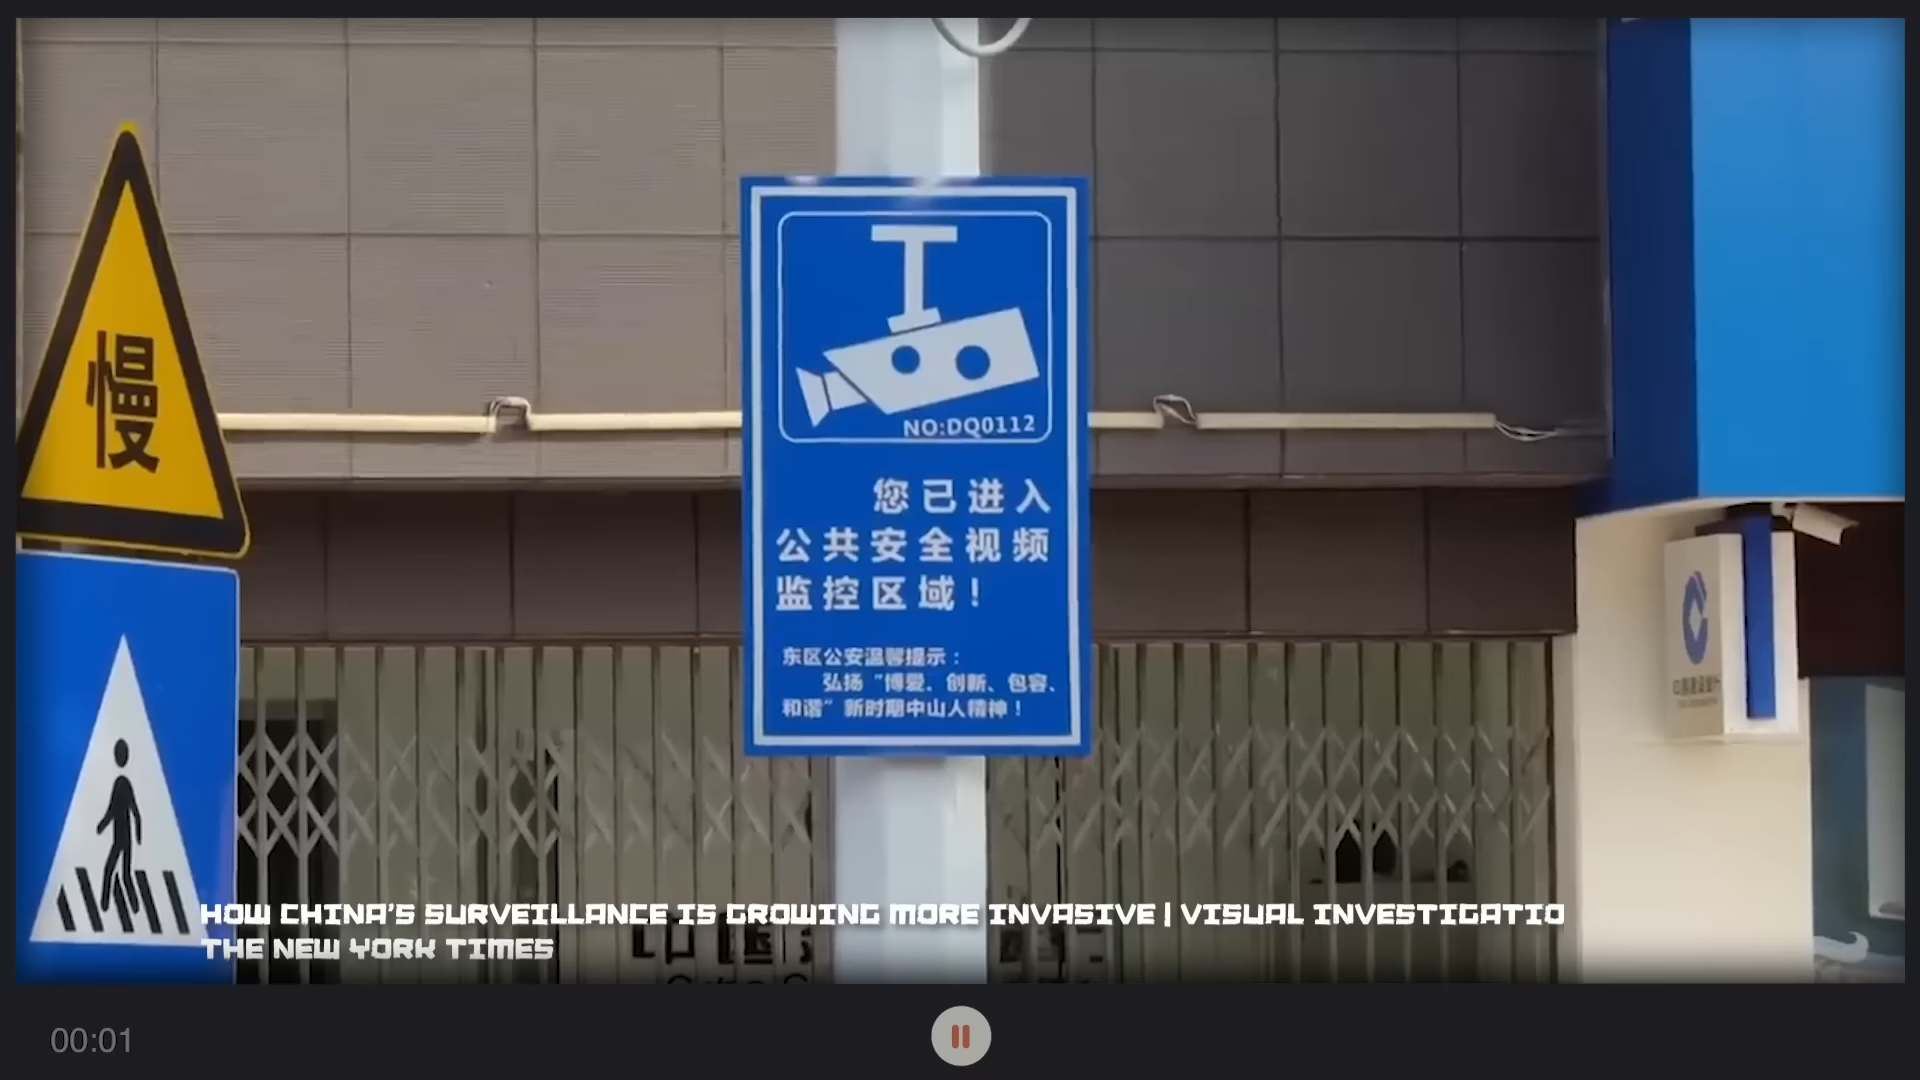 慢
NO:DQ0112
您已进入
公共安全视频
监控区域！
东区公安温馨提示：
弘扬“博爱、创新、包容、
和谐”新时期中山人精神！
HOW CHINA'S SURVEILLANCE IS GROWING MORE INVASIVE | VISUAL INVESTIGATIO
THE NEW YORK TIMES
00:01